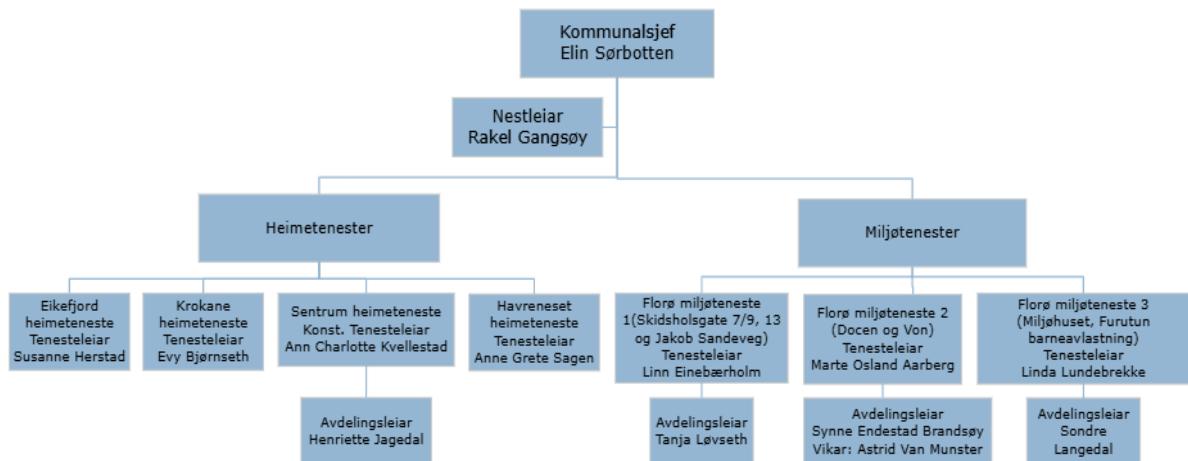 Kommunalsjef
Elin Sørbotten
Nestleiar
Rakel Gangsøy
Heimetenester
Miljøtenester
Eikefjord
heimeteneste
Tenesteleiar
Susanne Herstad
Krokane
heimeteneste
Tenesteleiar
Evy Bjørnseth
Sentrum heimeteneste
Konst. Tenesteleiar
Ann Charlotte Kvellestad
Havreneset
heimeteneste
Tenesteleiar
Anne Grete Sagen
Florø miljøteneste
1(Skidsholsgate 7/9, 13
og Jakob Sandeveg)
Tenesteleiar
Linn Einebærholm
Florø miljøteneste 2
(Docen og Von)
Tenesteleiar
Marte Osland Aarberg
Florø miljøteneste 3
(Miljøhuset, Furutun
barneavlastning)
Tenesteleiar
Linda Lundebrekke
Avdelingsleiar
Henriette Jagedal
Avdelingsleiar
Tanja Løvseth
Avdelingsleiar
Synne Endestad Brandsøy
Vikar: Astrid Van Munster
Avdelingsleiar
Sondre
Langedal